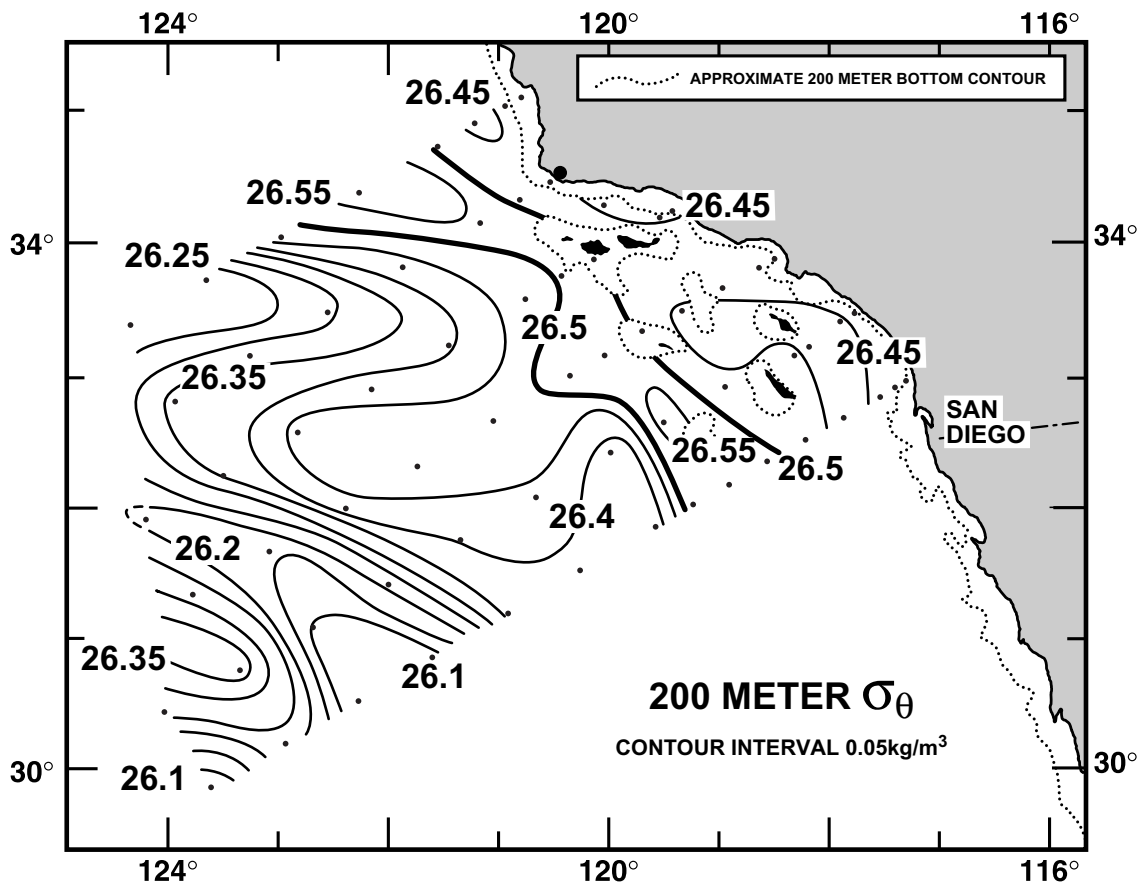 124° 120° 116°
APPROXIMATE 200 METER BOTTOM CONTOUR
26.45
26.55
26.45
34° 34°
26.25
26.5
26.35
26.45
SAN
DIEGO
26.55
26.5
26.4
26.2
26.35
26.1
200 METER σθ
CONTOUR INTERVAL 0.05kg/m³
30° 30°
26.1
124° 120° 116°